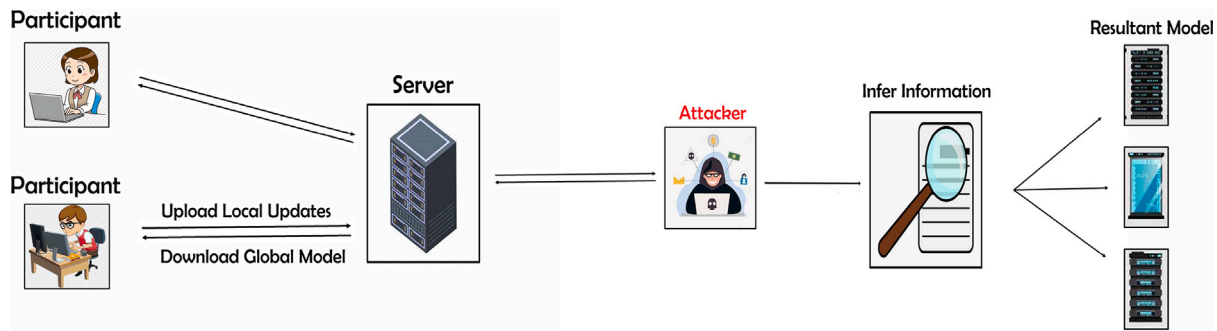 Participant
Server
Participant
Upload Local Updates
Download Global Model
Attacker
Infer Information
Resultant Model